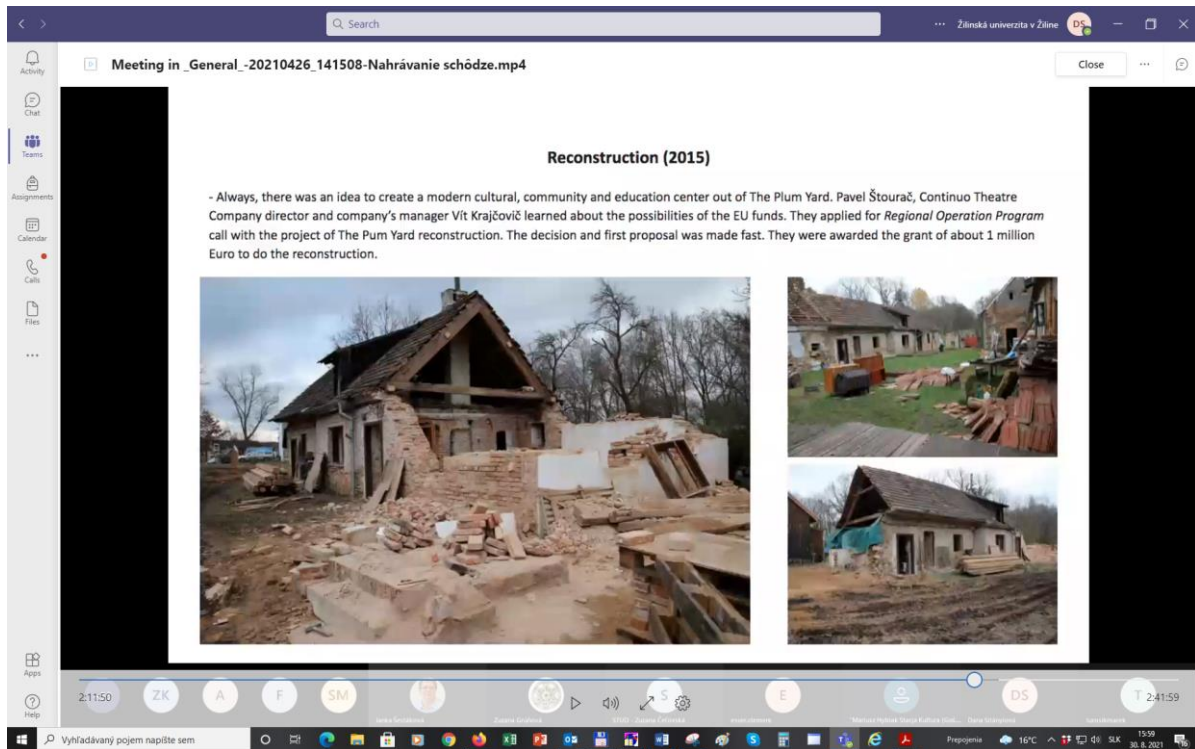 Search
Žilinská univerzita v Žiline
DS
Activity
Meeting in _General_-20210426_141508-Nahrávanie schôdze.mp4
Close
Chat
Teams
Assignments
Calendar
Calls
Files
Reconstruction (2015)
- Always, there was an idea to create a modern cultural, community and education center out of The Plum Yard. Pavel Štourač, Continuo Theatre
Company director and company's manager Vít Krajčovič learned about the possibilities of the EU funds. They applied for Regional Operation Program
call with the project of The Pum Yard reconstruction. The decision and first proposal was made fast. They were awarded the grant of about 1 million
Euro to do the reconstruction.
Apps
Help
2:11:50
ZK
A
F
SM
S
E
DS
T
2:41:59
Vyhľadávaný pojem napíšte sem
Prepojenia
16°C
SLK
15:59
30. 8. 2021